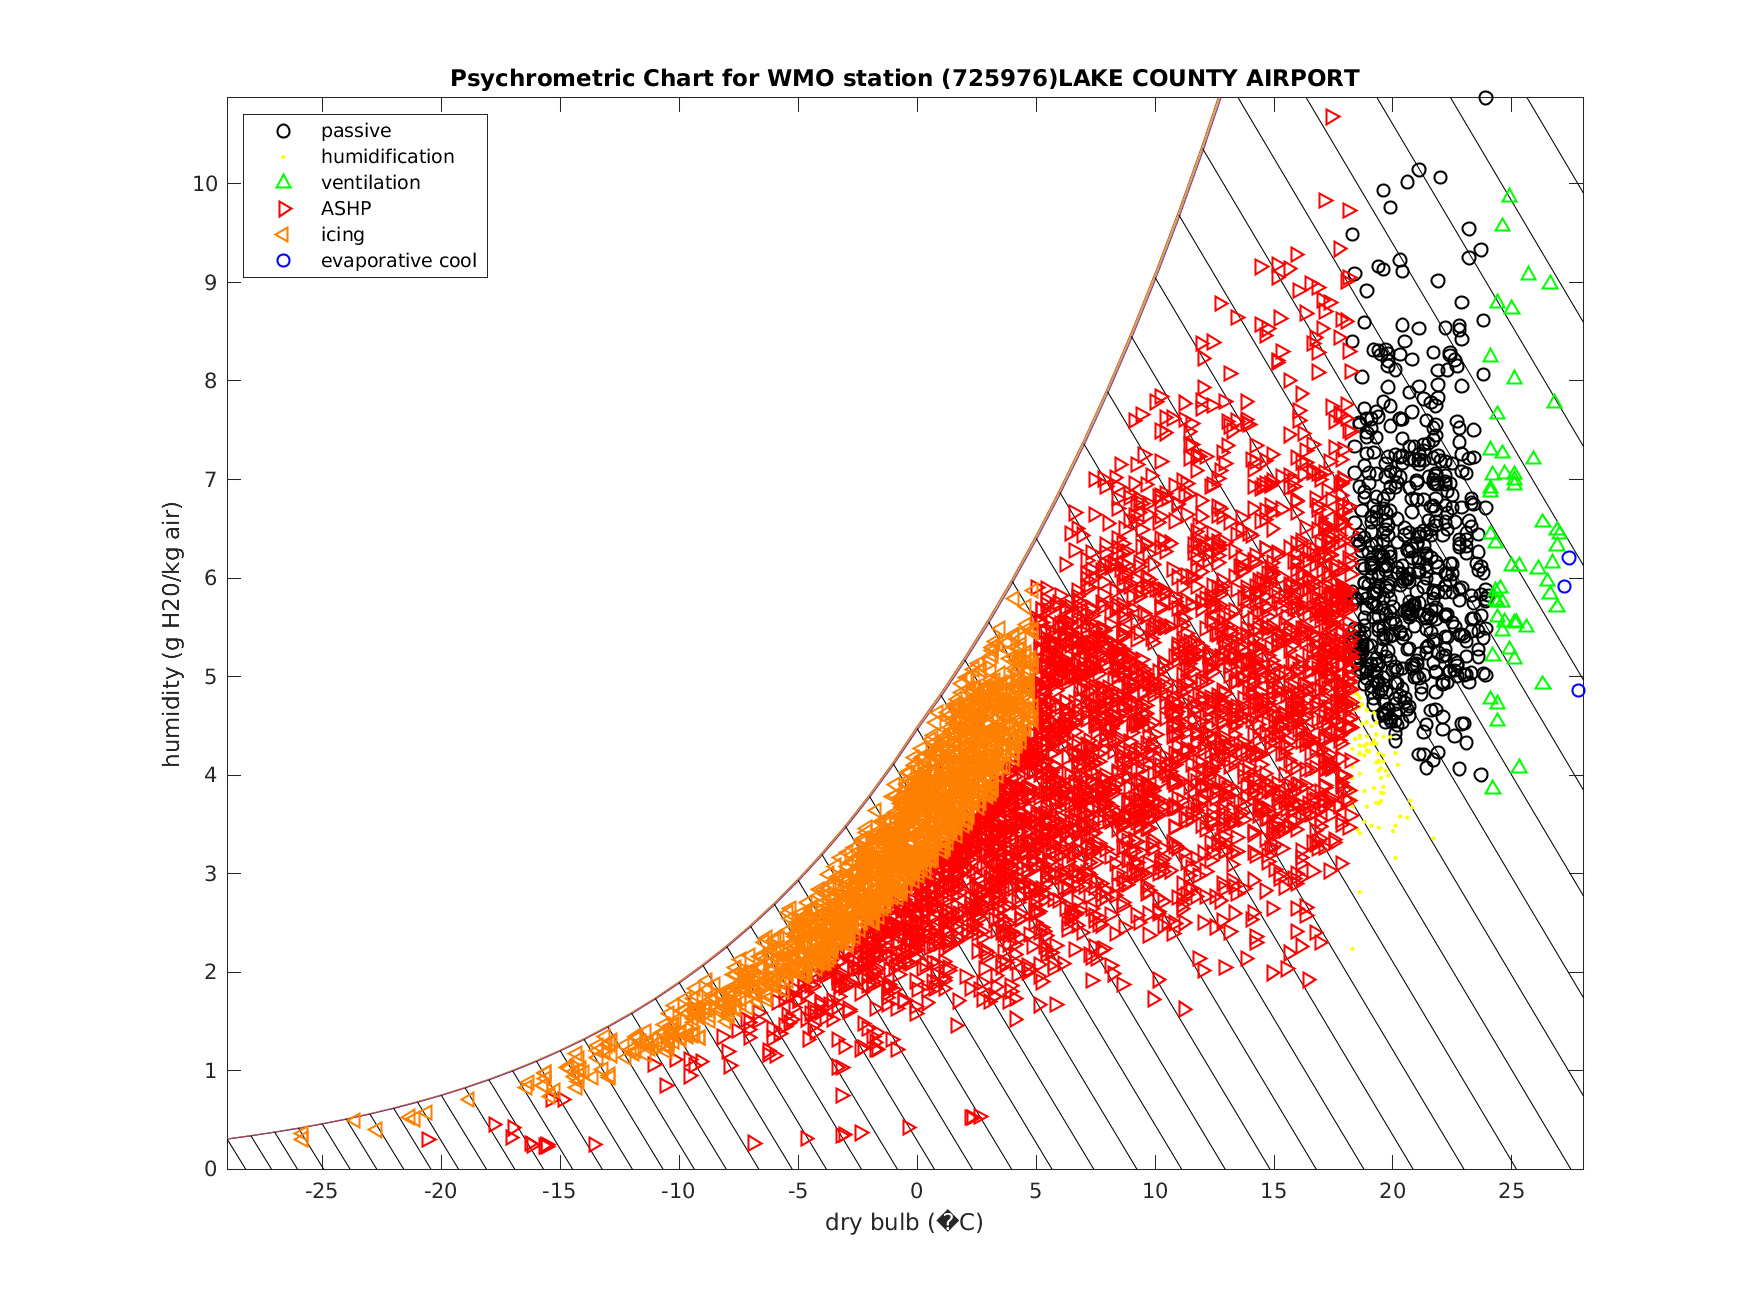 Psychrometric Chart for WMO station (725976)LAKE COUNTY AIRPORT
passive
humidification
ventilation
ASHP
icing
evaporative cool
10
9
8
7
6
5
4
3
2
1
0
humidity (g H20/kg air)
-25 -20 -15 -10 -5 0 5 10 15 20 25
dry bulb (�C)